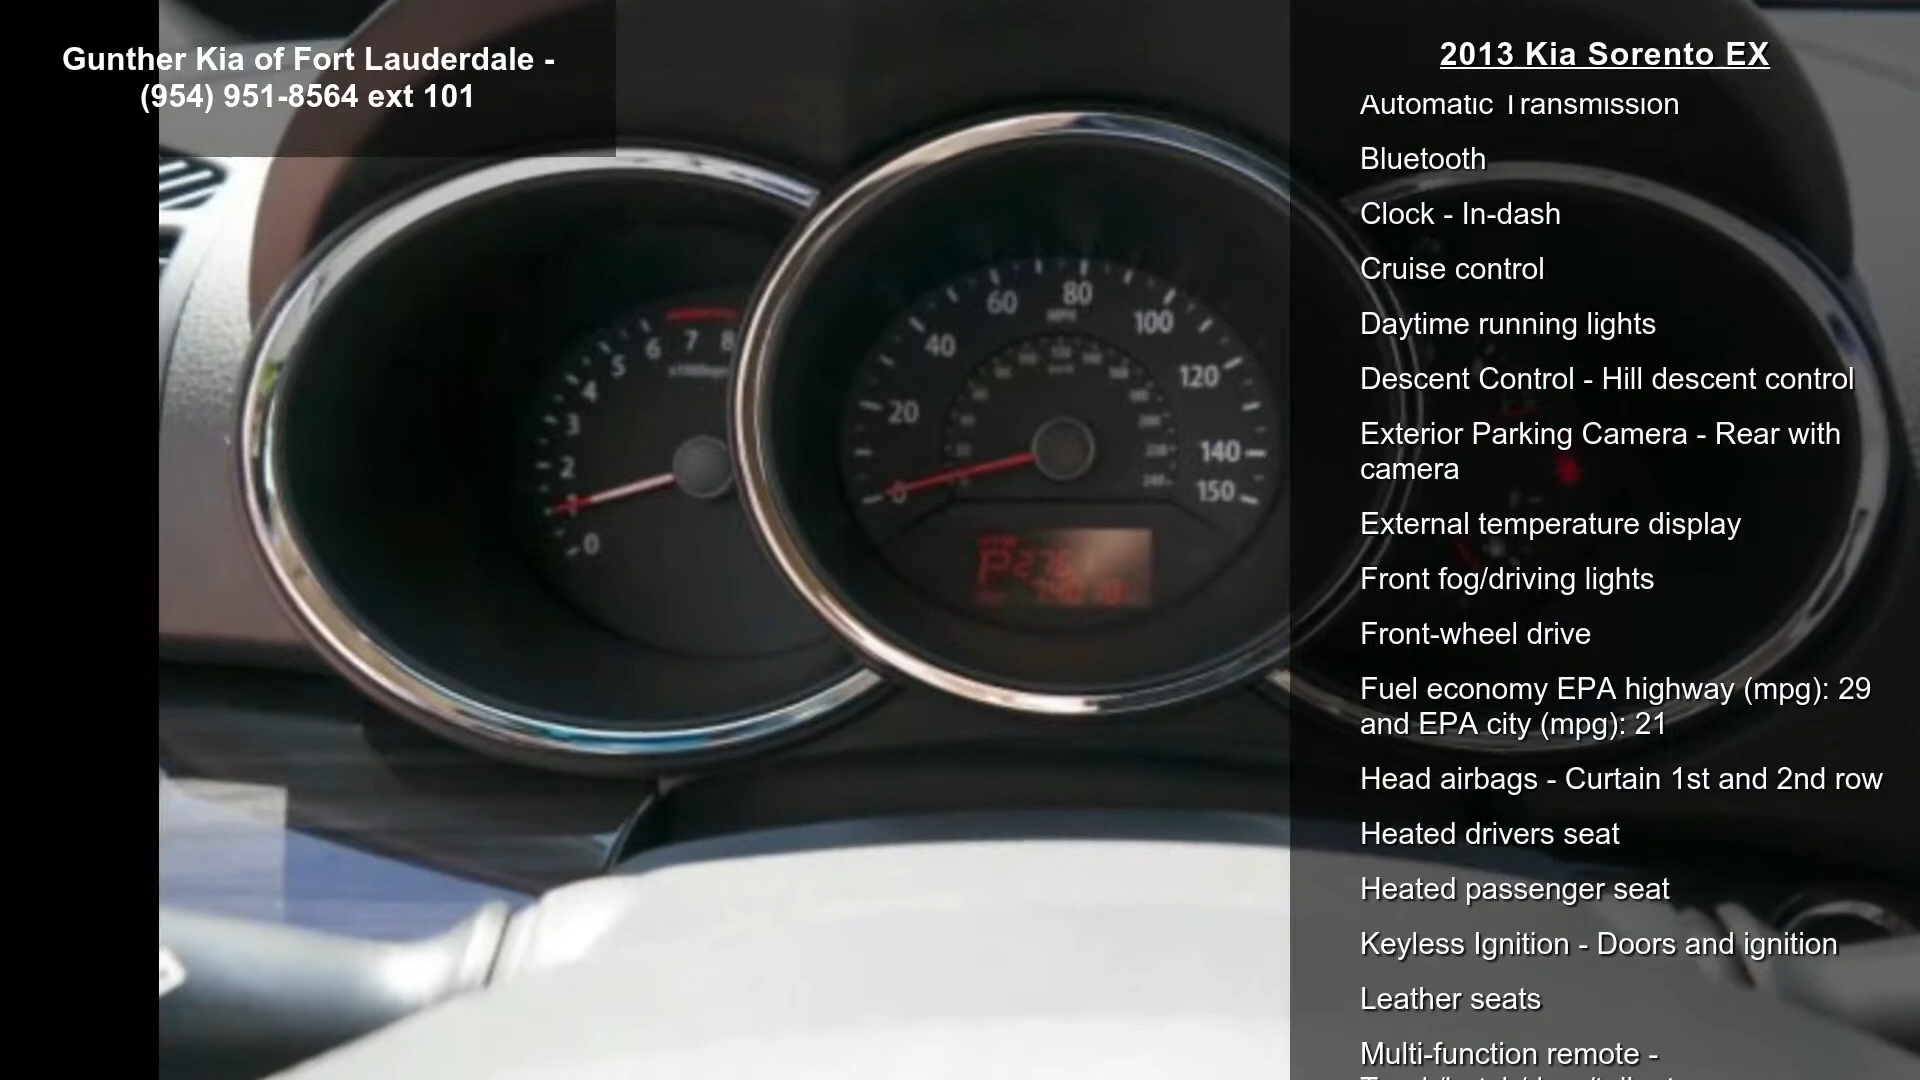 Gunther Kia of Fort Lauderdale -
(954) 951-8564 ext 101
2013 Kia Sorento EX
Automatic Transmission
Bluetooth
Clock - In-dash
Cruise control
Daytime running lights
Descent Control - Hill descent control
Exterior Parking Camera - Rear with
camera
External temperature display
Front fog/driving lights
Front-wheel drive
Fuel economy EPA highway (mpg): 29
and EPA city (mpg): 21
Head airbags - Curtain 1st and 2nd row
Heated drivers seat
Heated passenger seat
Keyless Ignition - Doors and ignition
Leather seats
Multi-function remote -
0 1 2 3 4 5 6 7 8
0 20 40 60 80 100 120 140 150
MPH
P